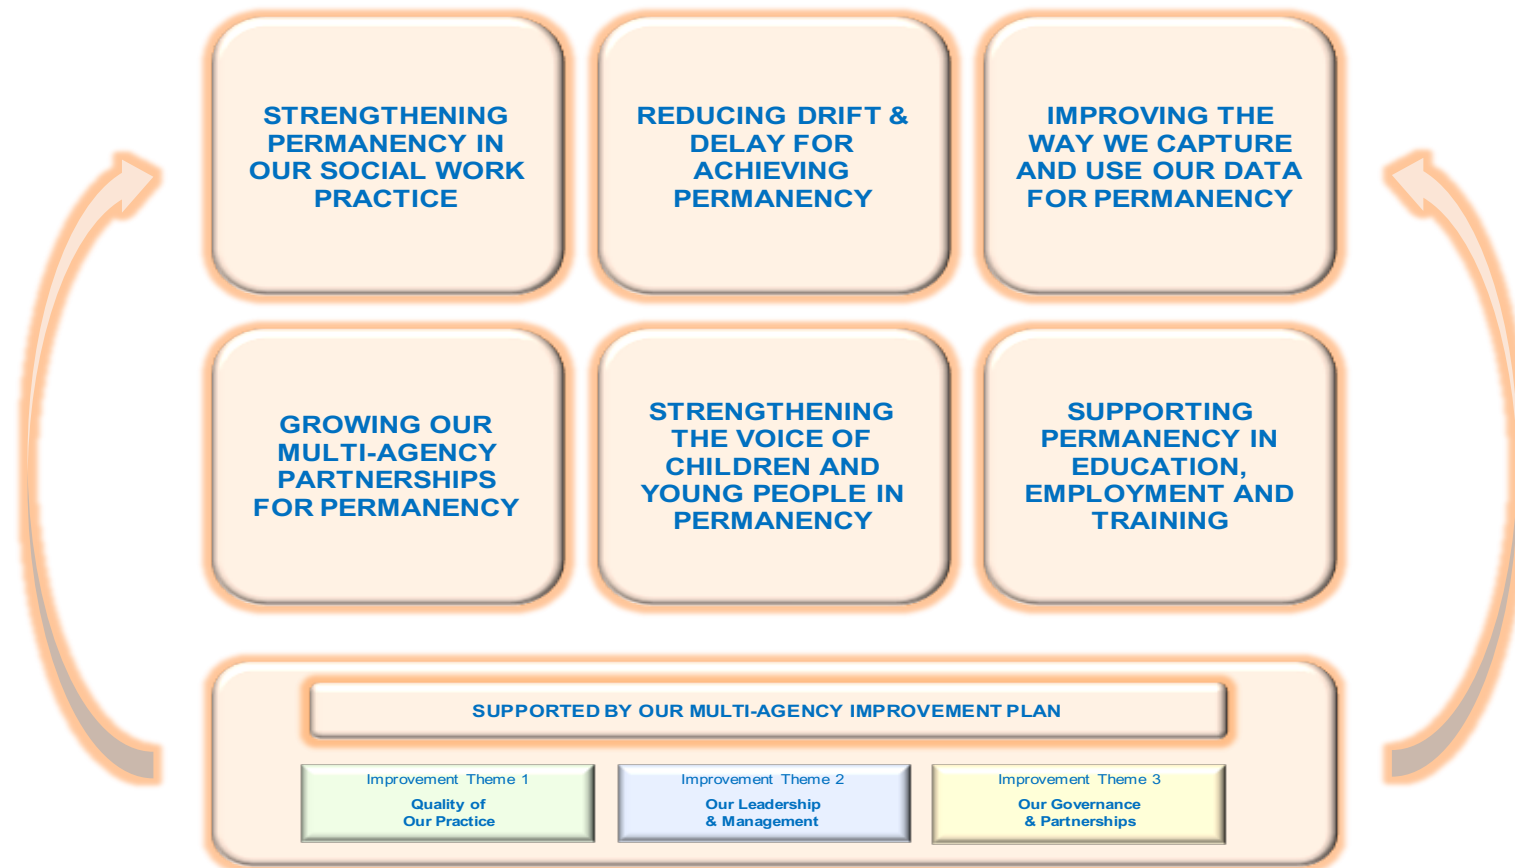 STRENGTHENING
PERMANENCY IN
OUR SOCIAL WORK
PRACTICE
REDUCING DRIFT &
DELAY FOR
ACHIEVING
PERMANENCY
IMPROVING THE
WAY WE CAPTURE
AND USE OUR DATA
FOR PERMANENCY
GROWING OUR
MULTI-AGENCY
PARTNERSHIPS
FOR PERMANENCY
STRENGTHENING
THE VOICE OF
CHILDREN AND
YOUNG PEOPLE IN
PERMANENCY
SUPPORTING
PERMANENCY IN
EDUCATION,
EMPLOYMENT AND
TRAINING
SUPPORTED BY OUR MULTI-AGENCY IMPROVEMENT PLAN
Improvement Theme 1
Quality of
Our Practice
Improvement Theme 2
Our Leadership
& Management
Improvement Theme 3
Our Governance
& Partnerships